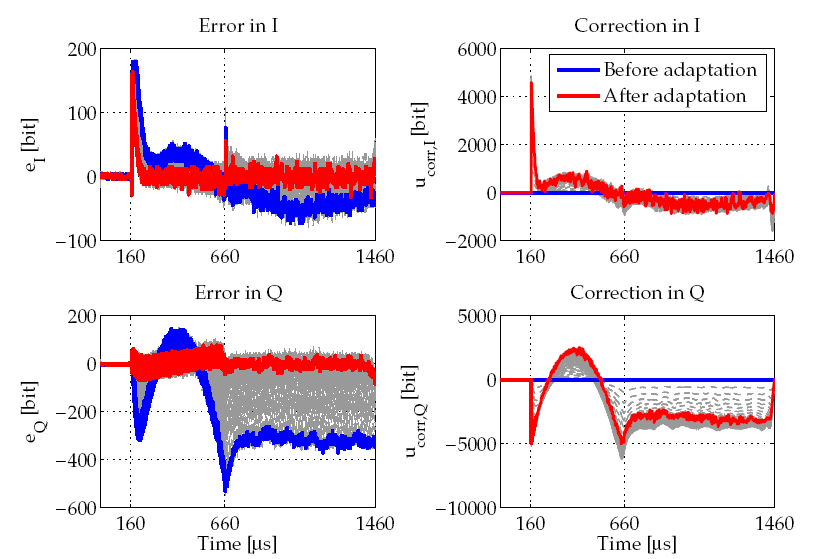 Error in I
200
100
0
−100
e_I [bit]
160
660
1460
Correction in I
6000
4000
2000
0
−2000
u_corr,I [bit]
Before adaptation
After adaptation
160
660
1460
Error in Q
200
0
−200
−400
−600
e_Q [bit]
160
660
1460
Time [μs]
Correction in Q
5000
0
−5000
−10000
u_corr,Q [bit]
160
660
1460
Time [μs]